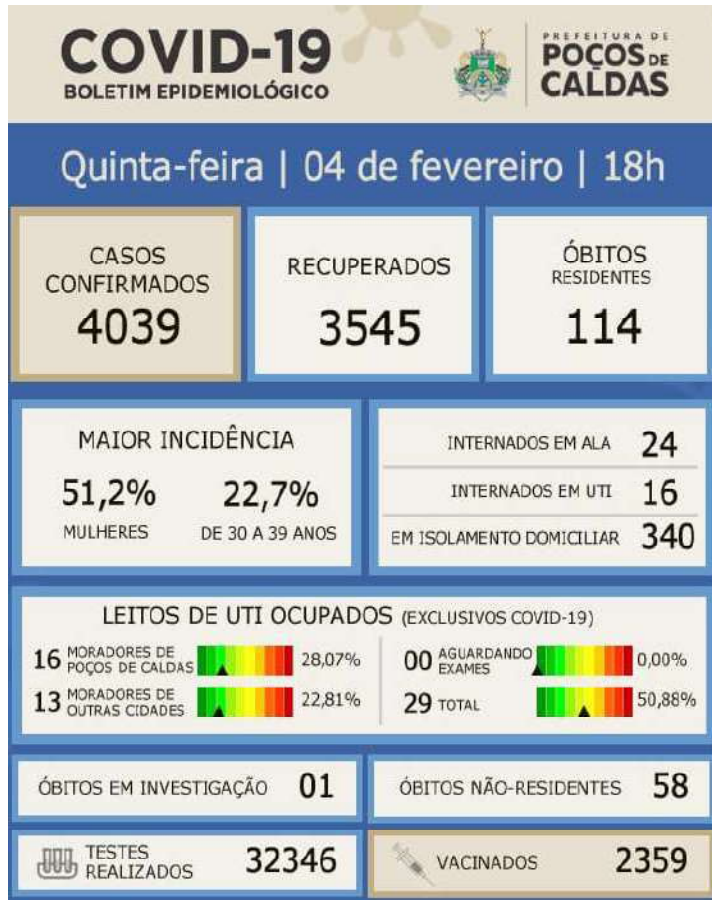 COVID-19
BOLETIM EPIDEMIOLÓGICO
PREFEITURA DE
POÇOS DE
CALDAS
Quinta-feira | 04 de fevereiro | 18h
CASOS
CONFIRMADOS
4039
RECUPERADOS
3545
ÓBITOS
RESIDENTES
114
MAIOR INCIDÊNCIA
51,2%
MULHERES
22,7%
DE 30 A 39 ANOS
INTERNADOS EM ALA 24
INTERNADOS EM UTI 16
EM ISOLAMENTO DOMICILIAR 340
LEITOS DE UTI OCUPADOS (EXCLUSIVOS COVID-19)
16 MORADORES DE
POÇOS DE CALDAS 28,07%
13 MORADORES DE
OUTRAS CIDADES 22,81%
00 AGUARDANDO
EXAMES 0,00%
29 TOTAL 50,88%
ÓBITOS EM INVESTIGAÇÃO 01
ÓBITOS NÃO-RESIDENTES 58
TESTES
REALIZADOS 32346
VACINADOS 2359